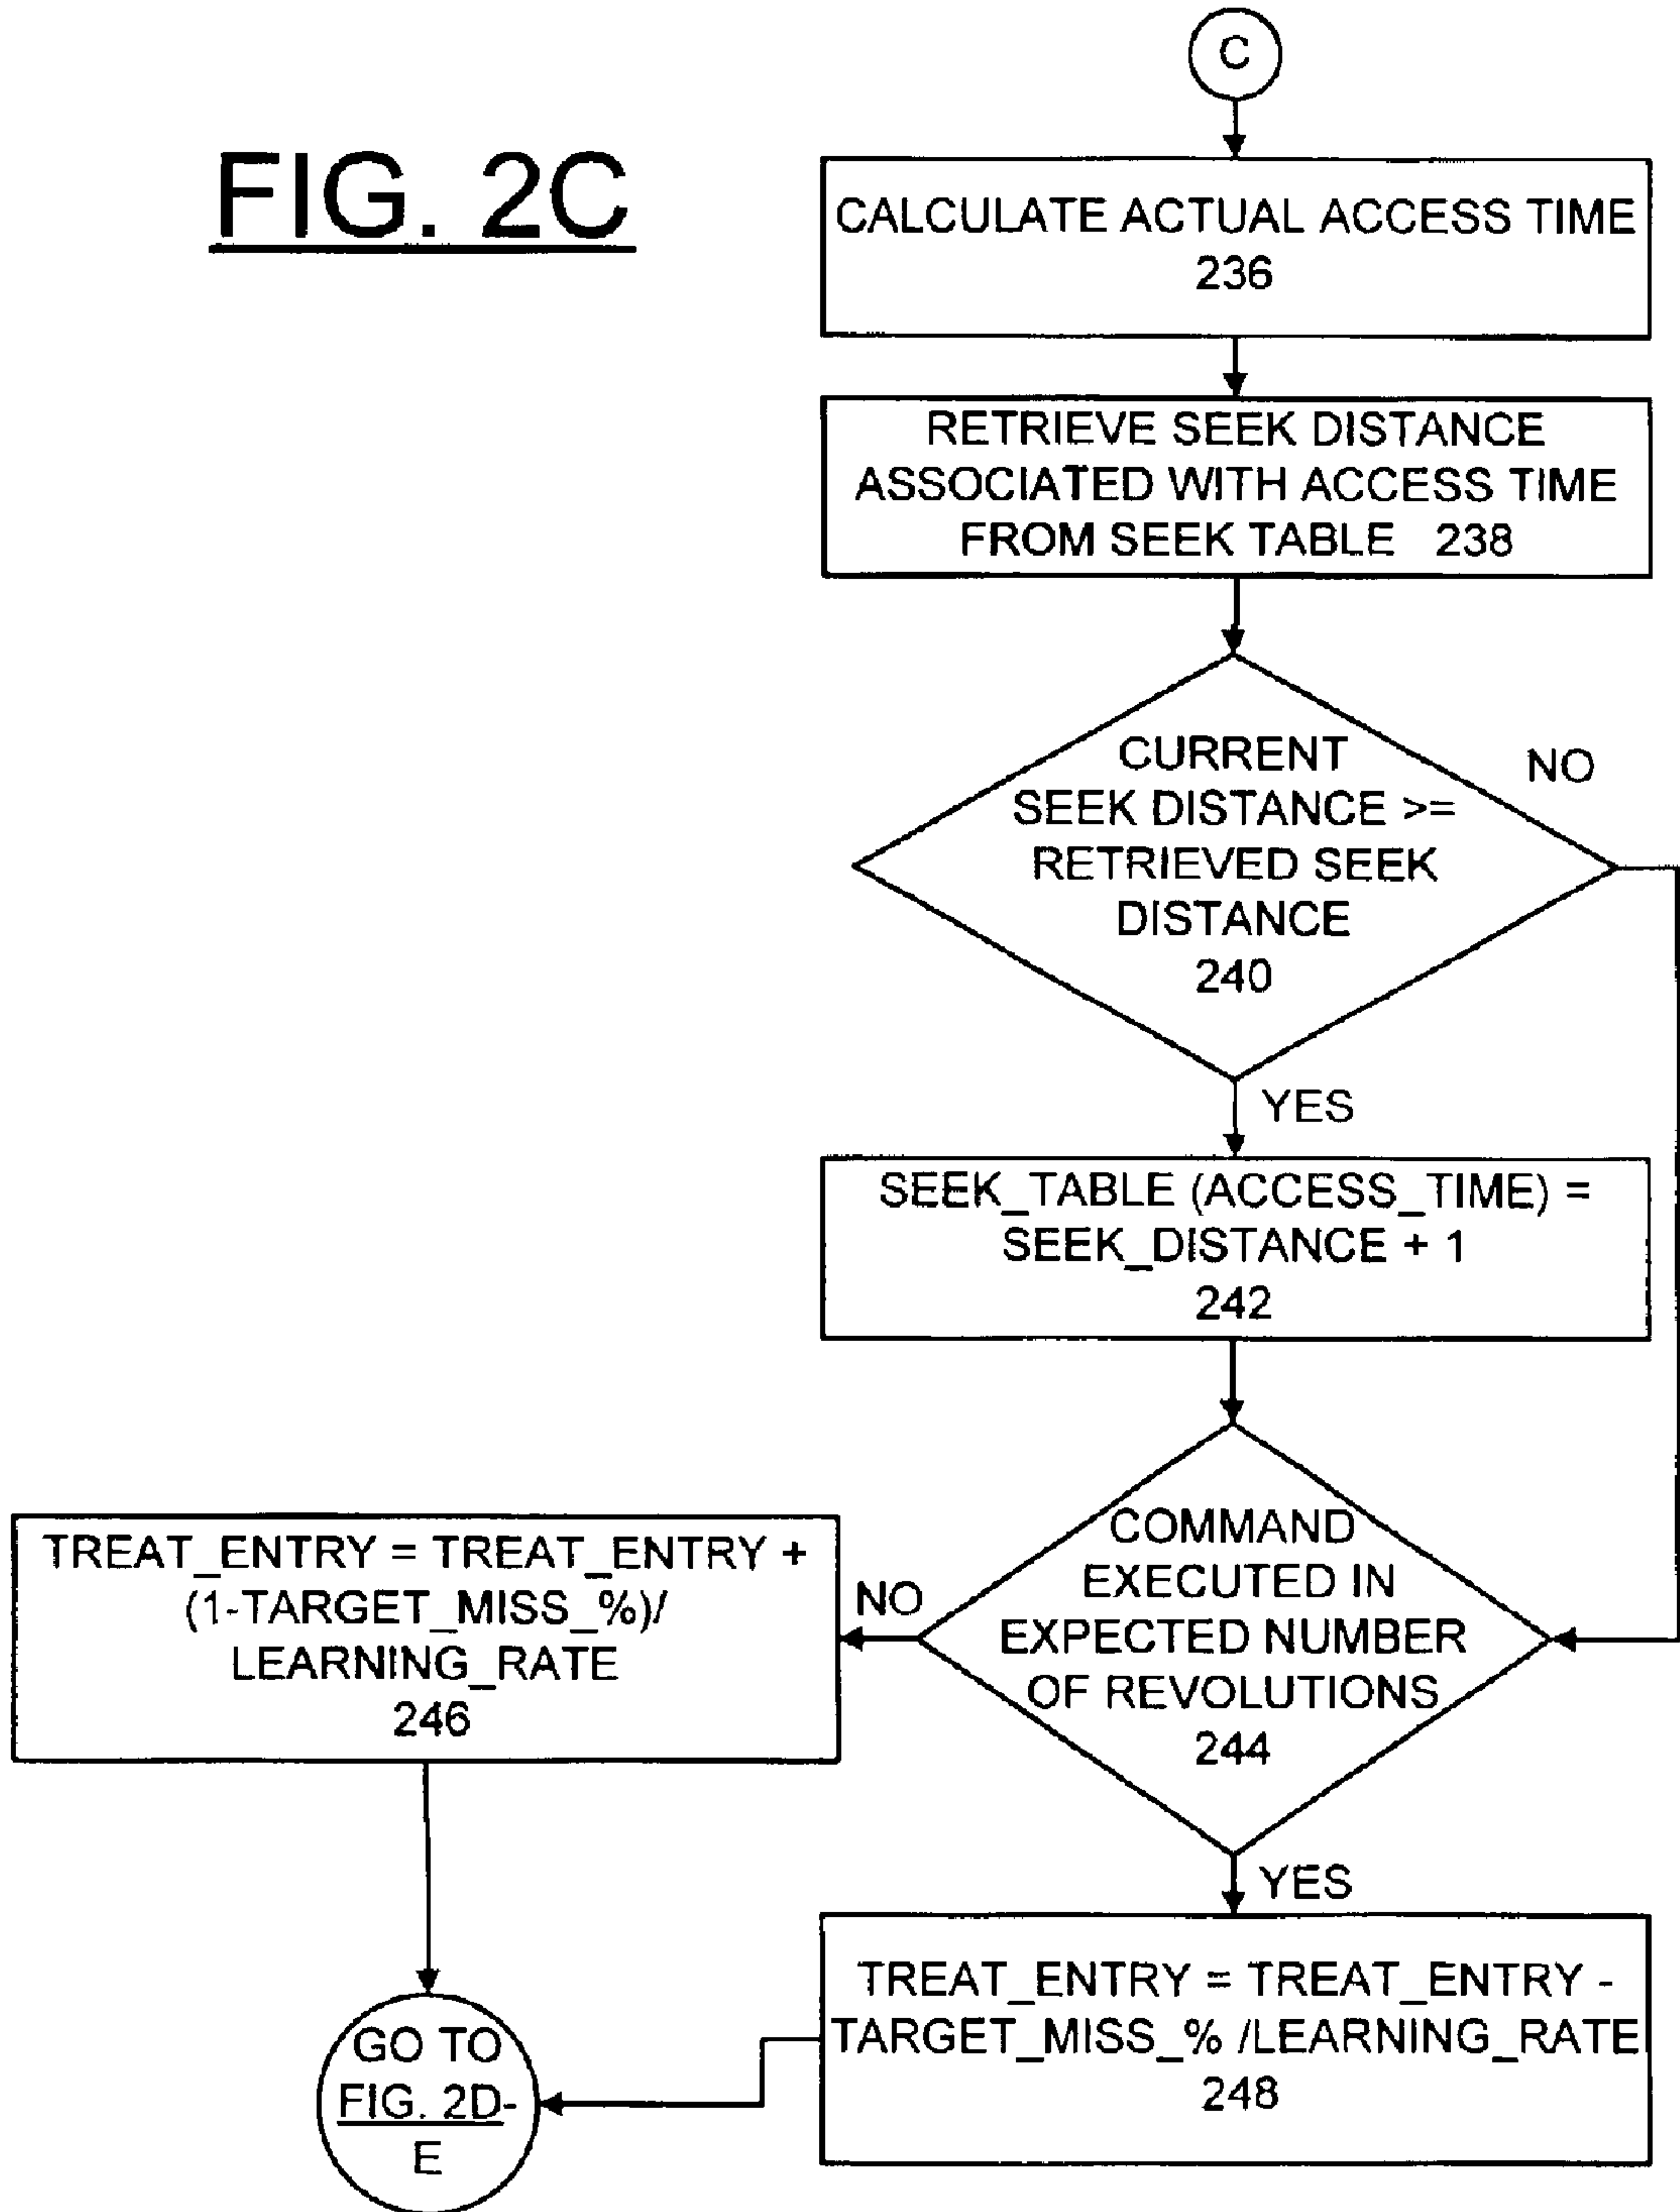 C
FIG. 2C
CALCULATE ACTUAL ACCESS TIME
236
RETRIEVE SEEK DISTANCE
ASSOCIATED WITH ACCESS TIME
FROM SEEK TABLE 238
CURRENT
SEEK DISTANCE >=
RETRIEVED SEEK
DISTANCE
240
NO
YES
SEEK_TABLE (ACCESS_TIME) =
SEEK_DISTANCE + 1
242
COMMAND
EXECUTED IN
EXPECTED NUMBER
OF REVOLUTIONS
244
NO
TREAT_ENTRY = TREAT_ENTRY +
(1-TARGET_MISS_%)/
LEARNING_RATE
246
YES
TREAT_ENTRY = TREAT_ENTRY -
TARGET_MISS_% /LEARNING_RATE
248
GO TO
FIG. 2D-
E